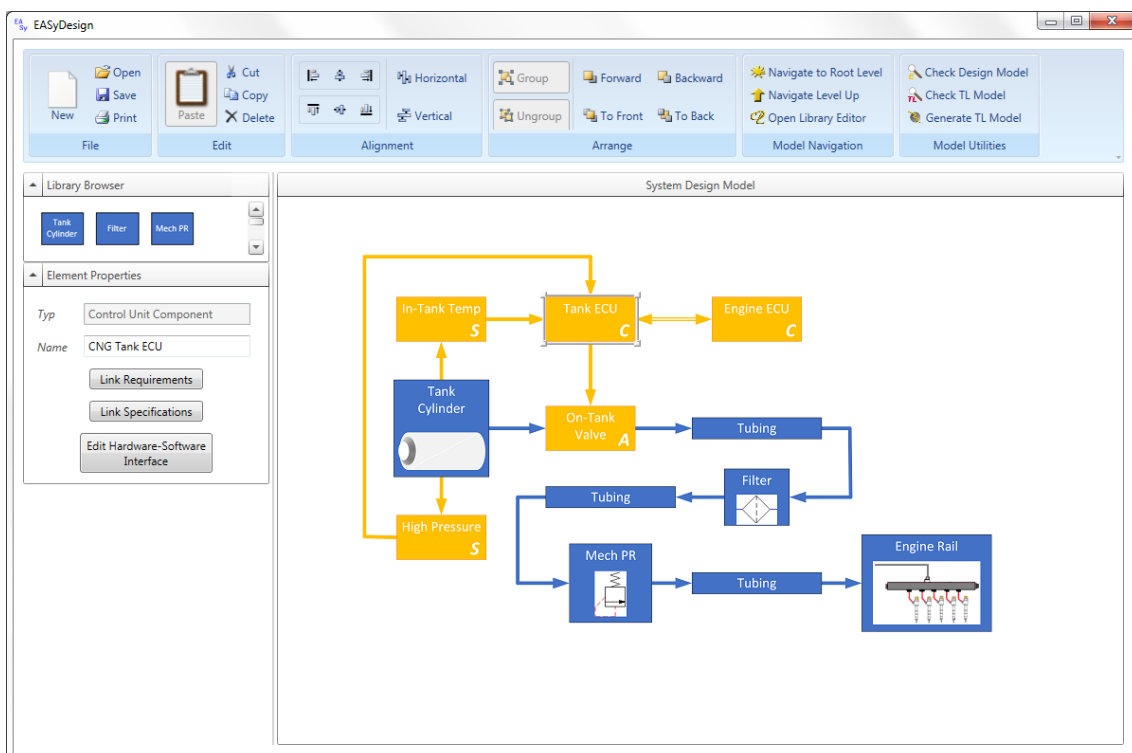 EA
Sy
EASyDesign
New
Open
Save
Print
File
Paste
Cut
Copy
Delete
Edit
Horizontal
Vertical
Alignment
Group
Ungroup
Forward
Backward
To Front
To Back
Arrange
Navigate to Root Level
Navigate Level Up
Open Library Editor
Model Navigation
Check Design Model
TL
Check TL Model
Generate TL Model
Model Utilities
Library Browser
Tank
Cylinder
Filter
Mech PR
Element Properties
Typ
Control Unit Component
Name
CNG Tank ECU
Link Requirements
Link Specifications
Edit Hardware-Software
Interface
System Design Model
In-Tank Temp
S
Tank ECU
C
Engine ECU
C
Tank
Cylinder
On-Tank
Valve
A
Tubing
Filter
Tubing
High Pressure
S
Mech PR
Tubing
Engine Rail